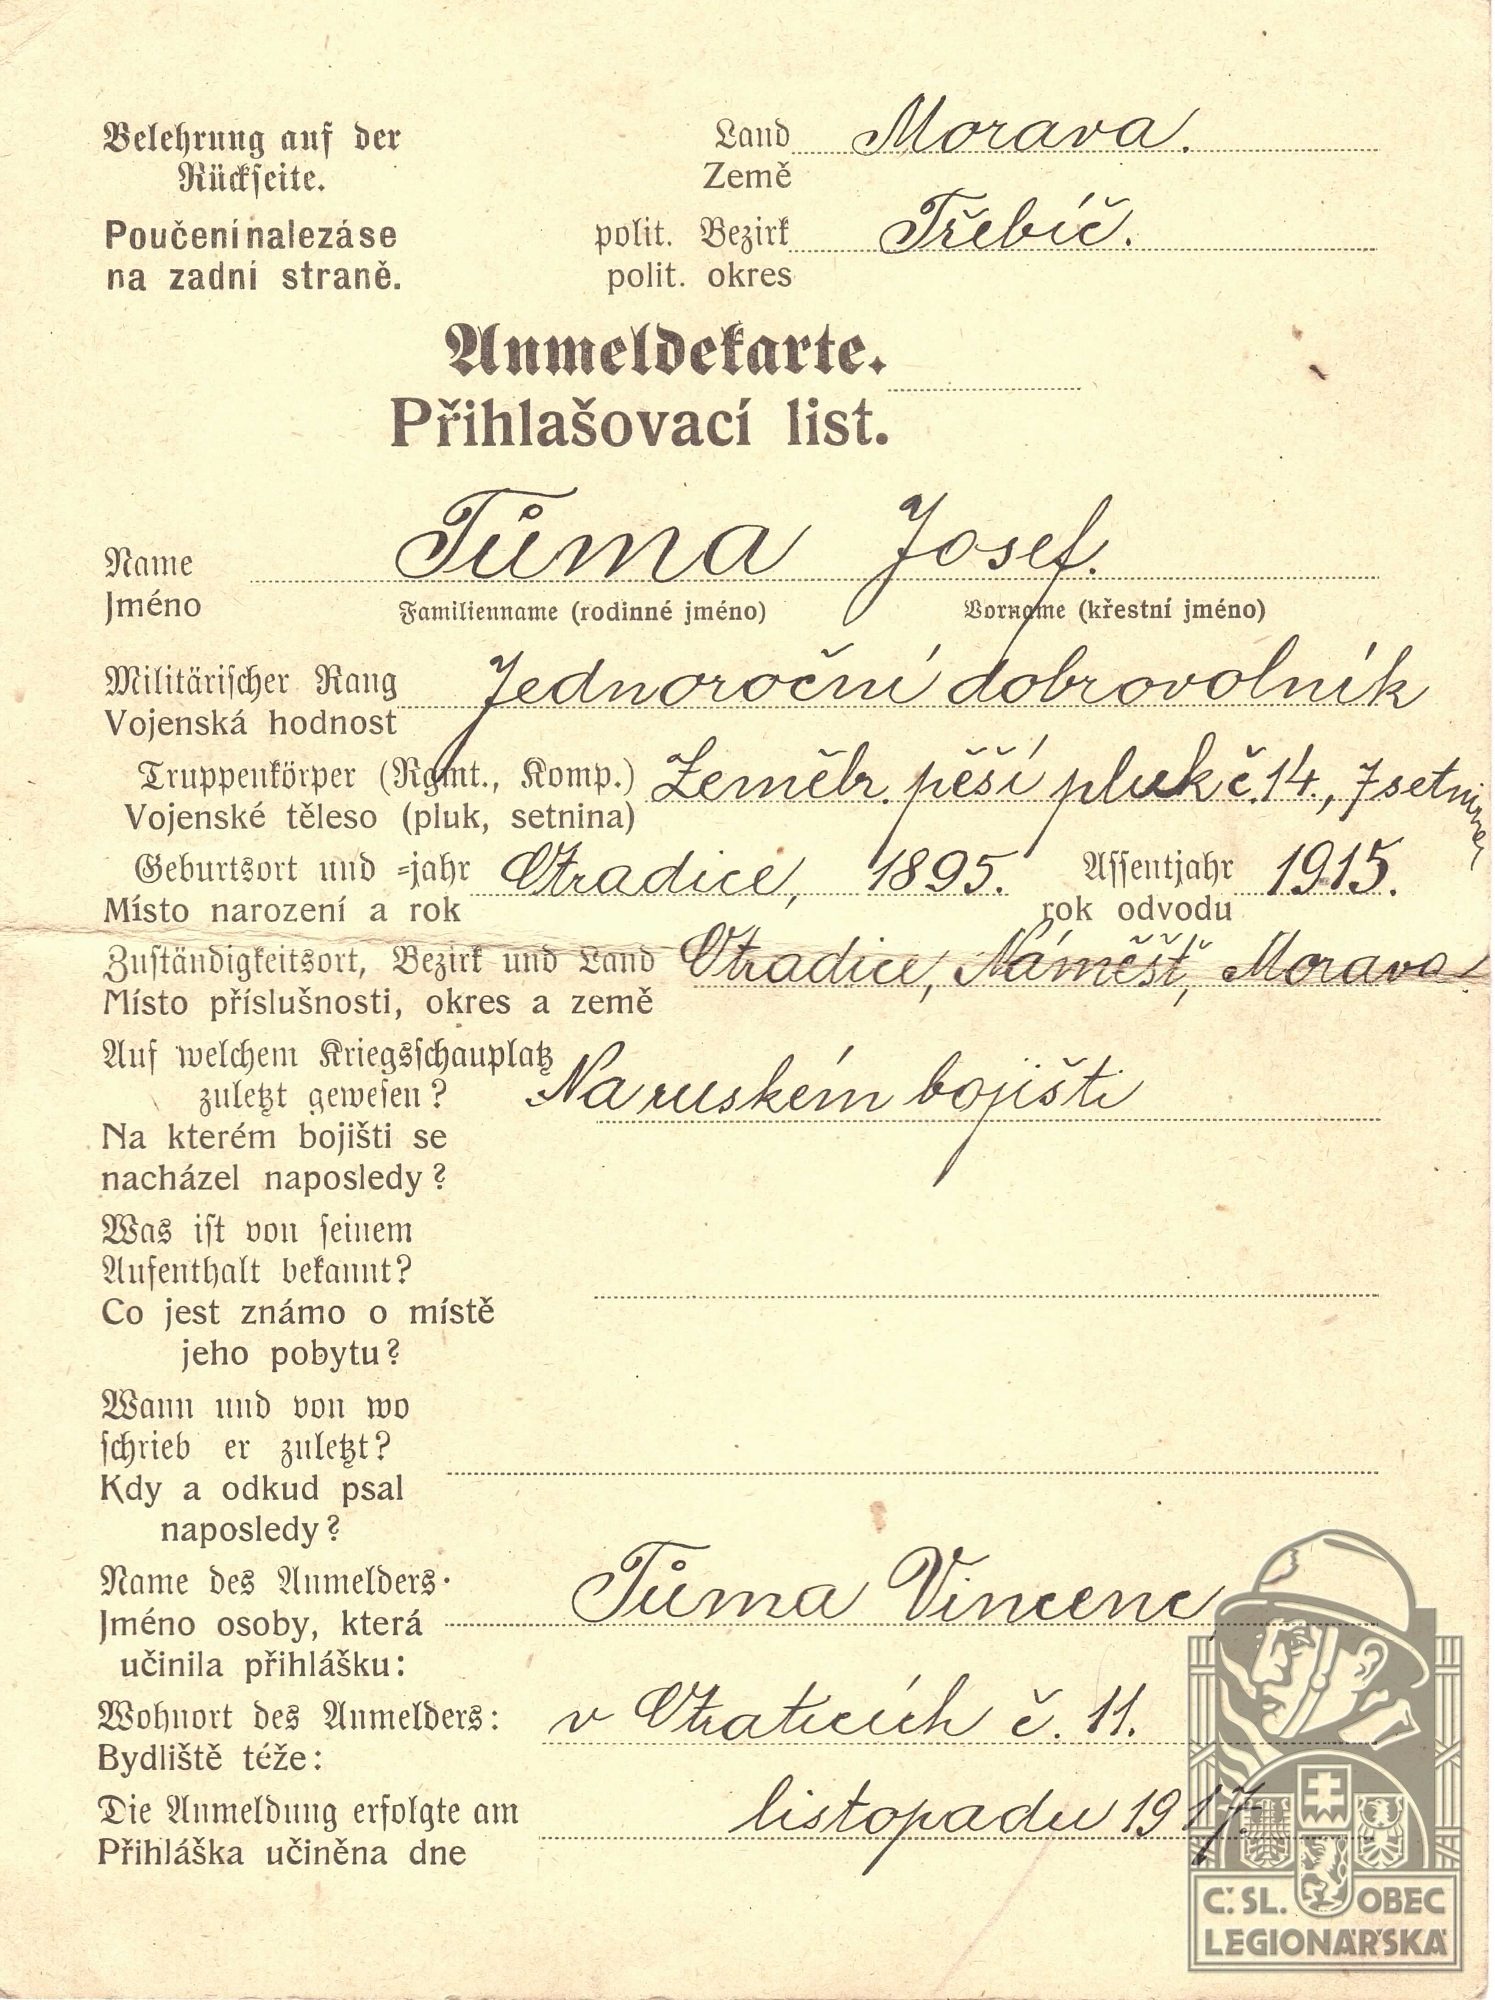 Belehrung auf der
Rückseite.
Poučení nalezá se
na zadní straně.
Land Morava.
Země
polit. Bezirk Třebíč.
polit. okres
Anmeldekarte.
Přihlašovací list.
Name Tůma Josef.
Jméno Familienname (rodinné jméno) Vorname (křestní jméno)
Militärischer Rang Jednoroční dobrovolník
Vojenská hodnost
Truppenkörper (Rgmt., Komp.) Zeměbr. pěší pluk č. 14., 7 setnina
Vojenské těleso (pluk, setnina)
Geburtsort und =jahr Otradice, 1895. Assentjahr 1915.
Místo narození a rok rok odvodu
Zuständigkeitsort, Bezirk und Land Otradice, Náměšť, Morava.
Místo příslušnosti, okres a země
Auf welchem Kriegsschauplatz
zuletzt gewesen? Na ruském bojišti
Na kterém bojišti se
nacházel naposledy?
Was ist von seinem
Aufenthalt bekannt?
Co jest známo o místě
jeho pobytu?
Wann und von wo
schrieb er zuletzt?
Kdy a odkud psal
naposledy?
Name des Anmelders. Tůma Vincenc,
Jméno osoby, která
učinila přihlášku:
Wohnort des Anmelders: v Otraticích č. 11.
Bydliště téže:
Die Anmeldung erfolgte am listopadu 1917.
Přihláška učiněna dne
Č. SL. OBEC
LEGIONÁŘSKÁ